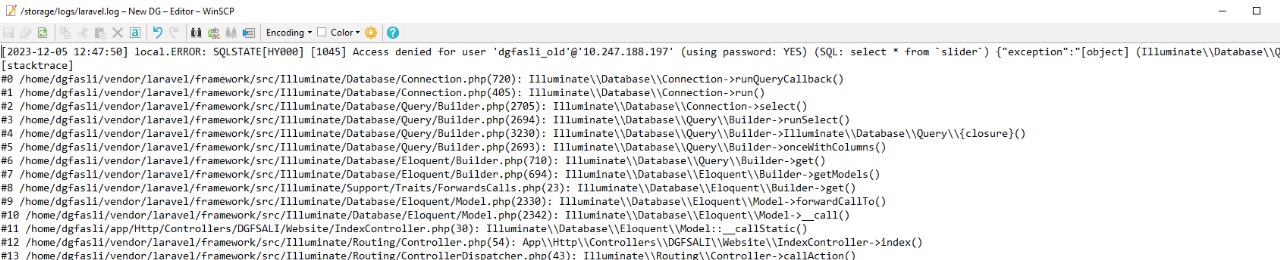 /storage/logs/laravel.log – New DG – Editor – WinSCP
Encoding Color
[2023-12-05 12:47:50] local.ERROR: SQLSTATE[HY000] [1045] Access denied for user 'dgfasli_old'@'10.247.188.197' (using password: YES) (SQL: select * from `slider`) {"exception":"[object] (Illuminate\\Database\\Q
[stacktrace]
#0 /home/dgfasli/vendor/laravel/framework/src/Illuminate/Database/Connection.php(720): Illuminate\\Database\\Connection->runQueryCallback()
#1 /home/dgfasli/vendor/laravel/framework/src/Illuminate/Database/Connection.php(405): Illuminate\\Database\\Connection->run()
#2 /home/dgfasli/vendor/laravel/framework/src/Illuminate/Database/Query/Builder.php(2705): Illuminate\\Database\\Connection->select()
#3 /home/dgfasli/vendor/laravel/framework/src/Illuminate/Database/Query/Builder.php(2694): Illuminate\\Database\\Query\\Builder->runSelect()
#4 /home/dgfasli/vendor/laravel/framework/src/Illuminate/Database/Query/Builder.php(3230): Illuminate\\Database\\Query\\Builder->Illuminate\\Database\\Query\\{closure}()
#5 /home/dgfasli/vendor/laravel/framework/src/Illuminate/Database/Query/Builder.php(2693): Illuminate\\Database\\Query\\Builder->onceWithColumns()
#6 /home/dgfasli/vendor/laravel/framework/src/Illuminate/Database/Eloquent/Builder.php(710): Illuminate\\Database\\Query\\Builder->get()
#7 /home/dgfasli/vendor/laravel/framework/src/Illuminate/Database/Eloquent/Builder.php(694): Illuminate\\Database\\Eloquent\\Builder->getModels()
#8 /home/dgfasli/vendor/laravel/framework/src/Illuminate/Support/Traits/ForwardsCalls.php(23): Illuminate\\Database\\Eloquent\\Builder->get()
#9 /home/dgfasli/vendor/laravel/framework/src/Illuminate/Database/Eloquent/Model.php(2330): Illuminate\\Database\\Eloquent\\Model->forwardCallTo()
#10 /home/dgfasli/vendor/laravel/framework/src/Illuminate/Database/Eloquent/Model.php(2342): Illuminate\\Database\\Eloquent\\Model->__call()
#11 /home/dgfasli/app/Http/Controllers/DGFSALI/Website/IndexController.php(30): Illuminate\\Database\\Eloquent\\Model::__callStatic()
#12 /home/dgfasli/vendor/laravel/framework/src/Illuminate/Routing/Controller.php(54): App\\Http\\Controllers\\DGFSALI\\Website\\IndexController->index()
#13 /home/dgfasli/vendor/laravel/framework/src/Illuminate/Routing/ControllerDispatcher.php(43): Illuminate\\Routing\\Controller->callAction()